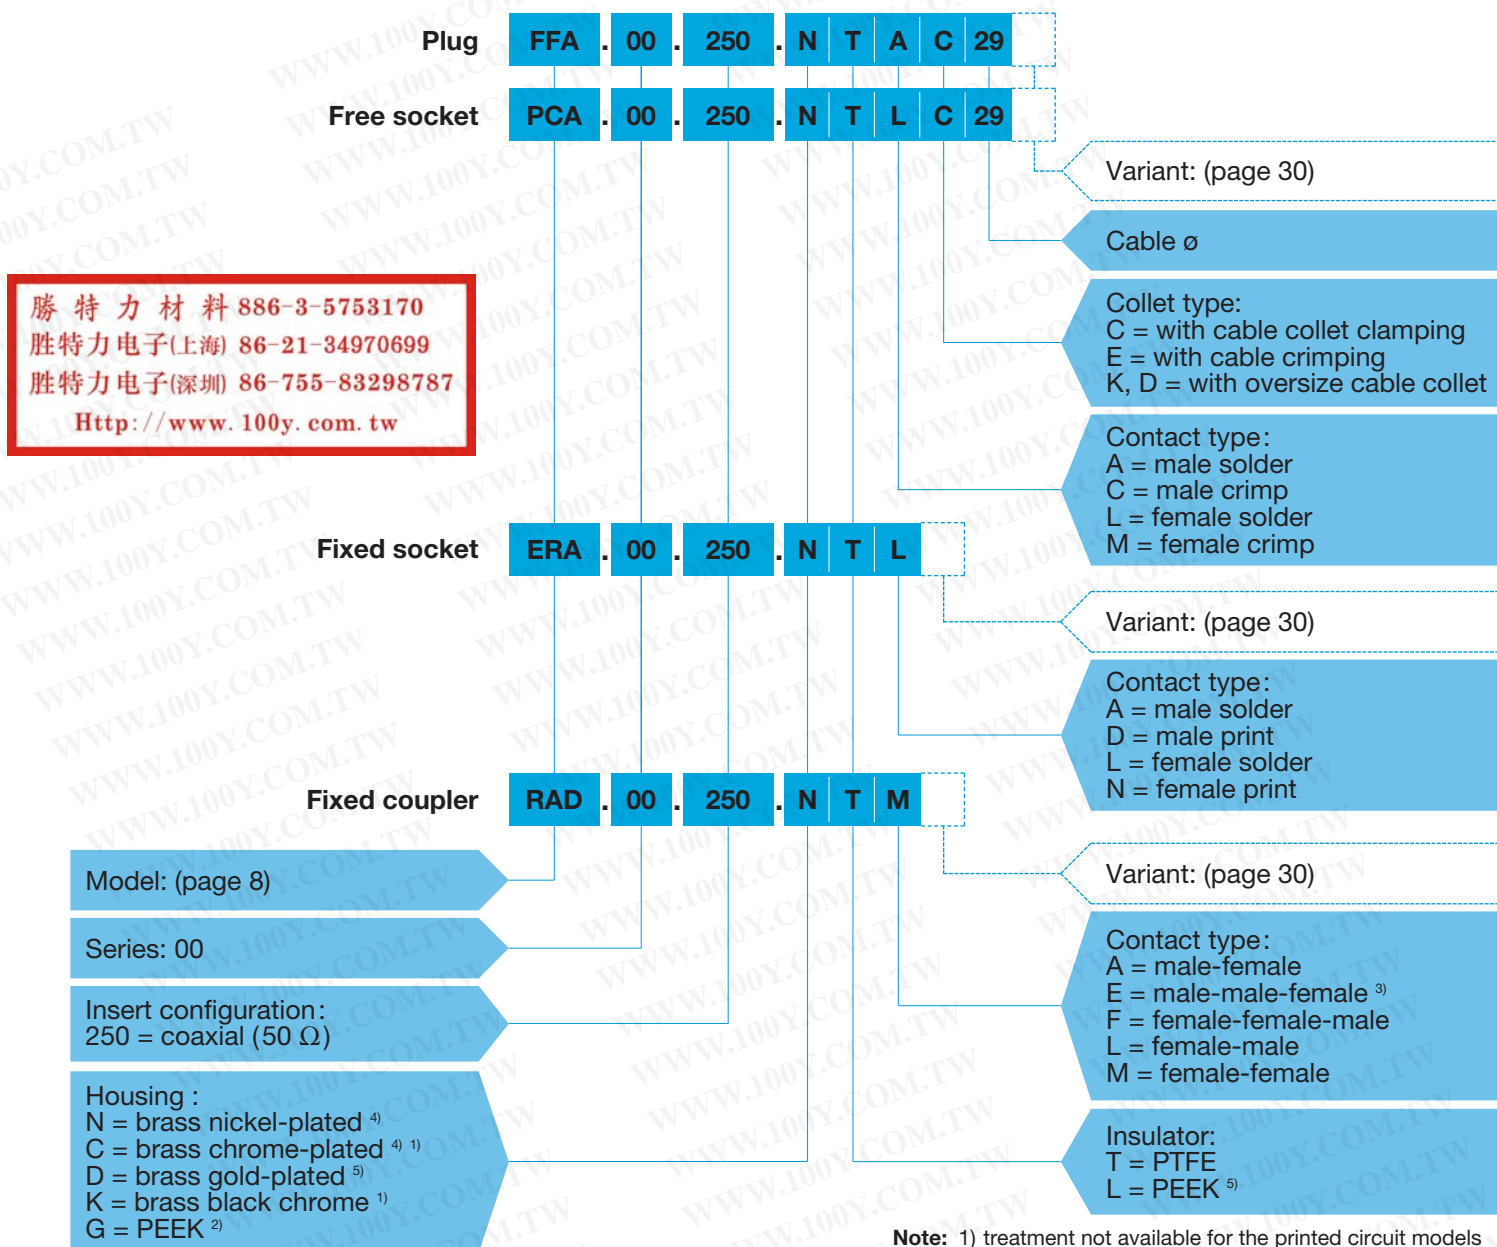 Plug FFA . 00 . 250 . N T A C 29
Free socket PCA . 00 . 250 . N T L C 29
Variant: (page 30)
Cable ø
Collet type:
C = with cable collet clamping
E = with cable crimping
K, D = with oversize cable collet
勝特力材料 886-3-5753170
胜特力电子(上海) 86-21-34970699
胜特力电子(深圳) 86-755-83298787
Http://www.100y.com.tw
Contact type:
A = male solder
C = male crimp
L = female solder
M = female crimp
Fixed socket ERA . 00 . 250 . N T L
Variant: (page 30)
Contact type:
A = male solder
D = male print
L = female solder
N = female print
Fixed coupler RAD . 00 . 250 . N T M
Variant: (page 30)
Model: (page 8)
Series: 00
Insert configuration:
250 = coaxial (50 Ω)
Housing :
N = brass nickel-plated 4)
C = brass chrome-plated 4) 1)
D = brass gold-plated 5)
K = brass black chrome 1)
G = PEEK 2)
Contact type:
A = male-female
E = male-male-female 3)
F = female-female-male
L = female-male
M = female-female
Insulator:
T = PTFE
L = PEEK 5)
Note: 1) treatment not available for the printed circuit models
WWW.100Y.COM.TW